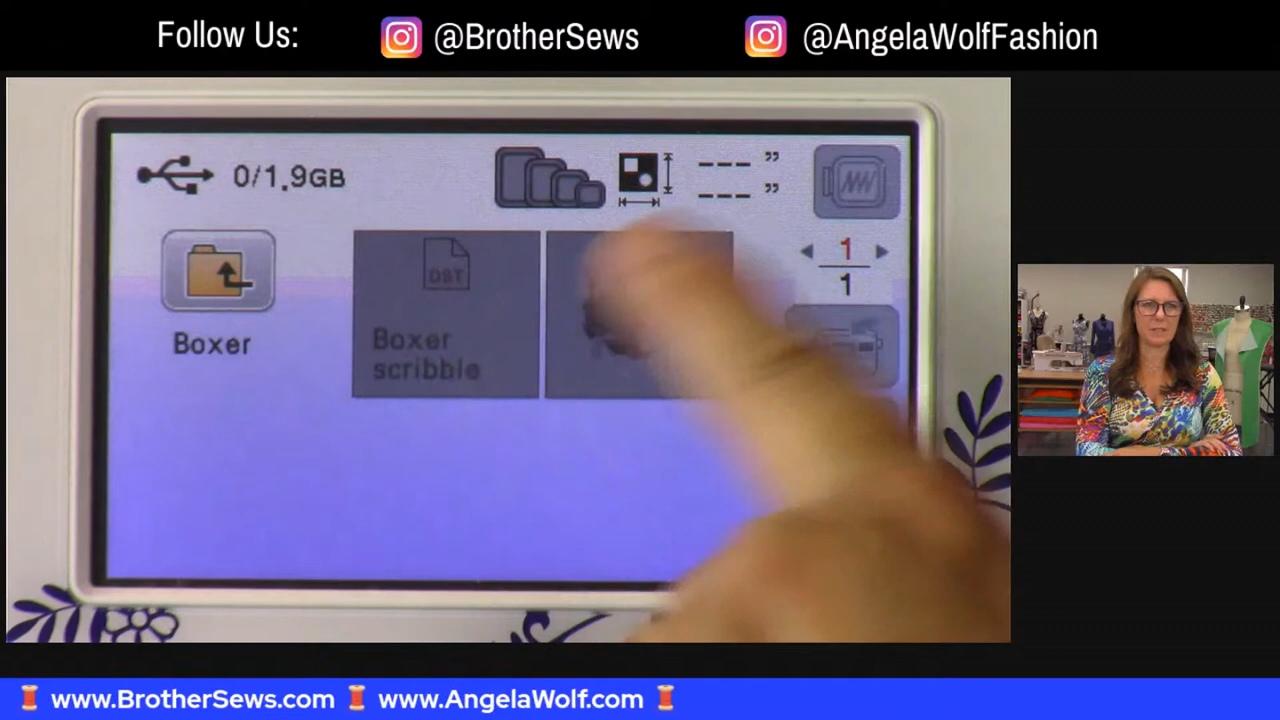 Follow Us: @BrotherSews @AngelaWolfFashion
0/1.9GB --- " --- "
1
1
DST
Boxer
Boxer
scribble
www.BrotherSews.com www.AngelaWolf.com